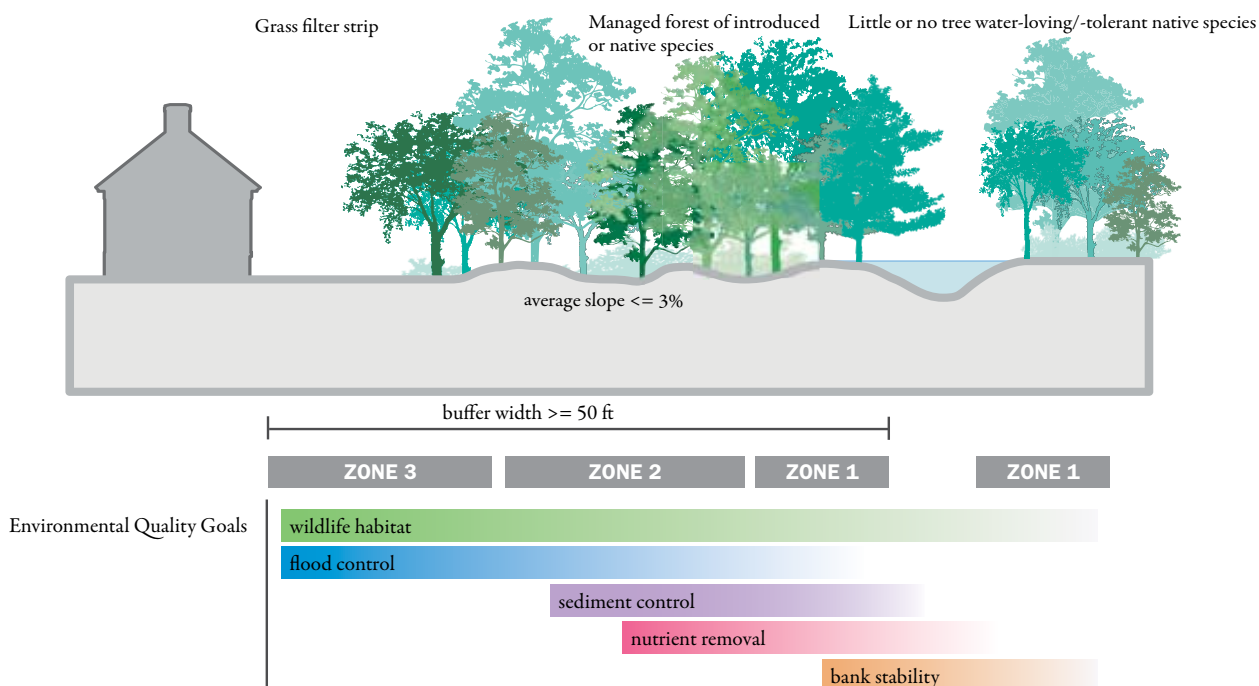 Grass filter strip
Managed forest of introduced
or native species
Little or no tree water-loving/-tolerant native species
average slope <= 3%
buffer width >= 50 ft
ZONE 3
ZONE 2
ZONE 1
ZONE 1
Environmental Quality Goals
wildlife habitat
flood control
sediment control
nutrient removal
bank stability